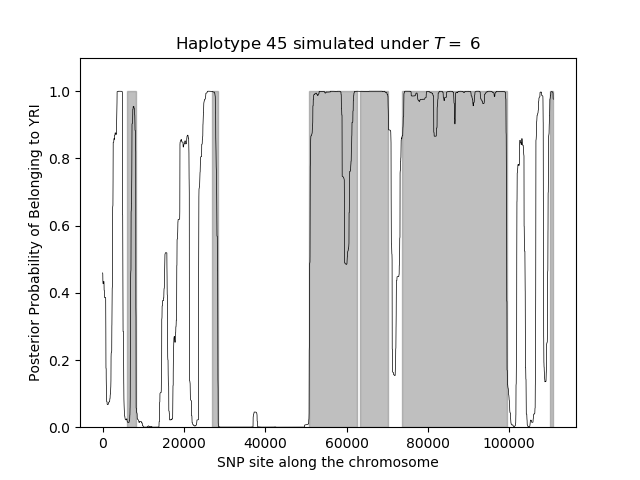 Haplotype 45 simulated under T = 6
Posterior Probability of Belonging to YRI
1.0
0.8
0.6
0.4
0.2
0.0
0 20000 40000 60000 80000 100000
SNP site along the chromosome